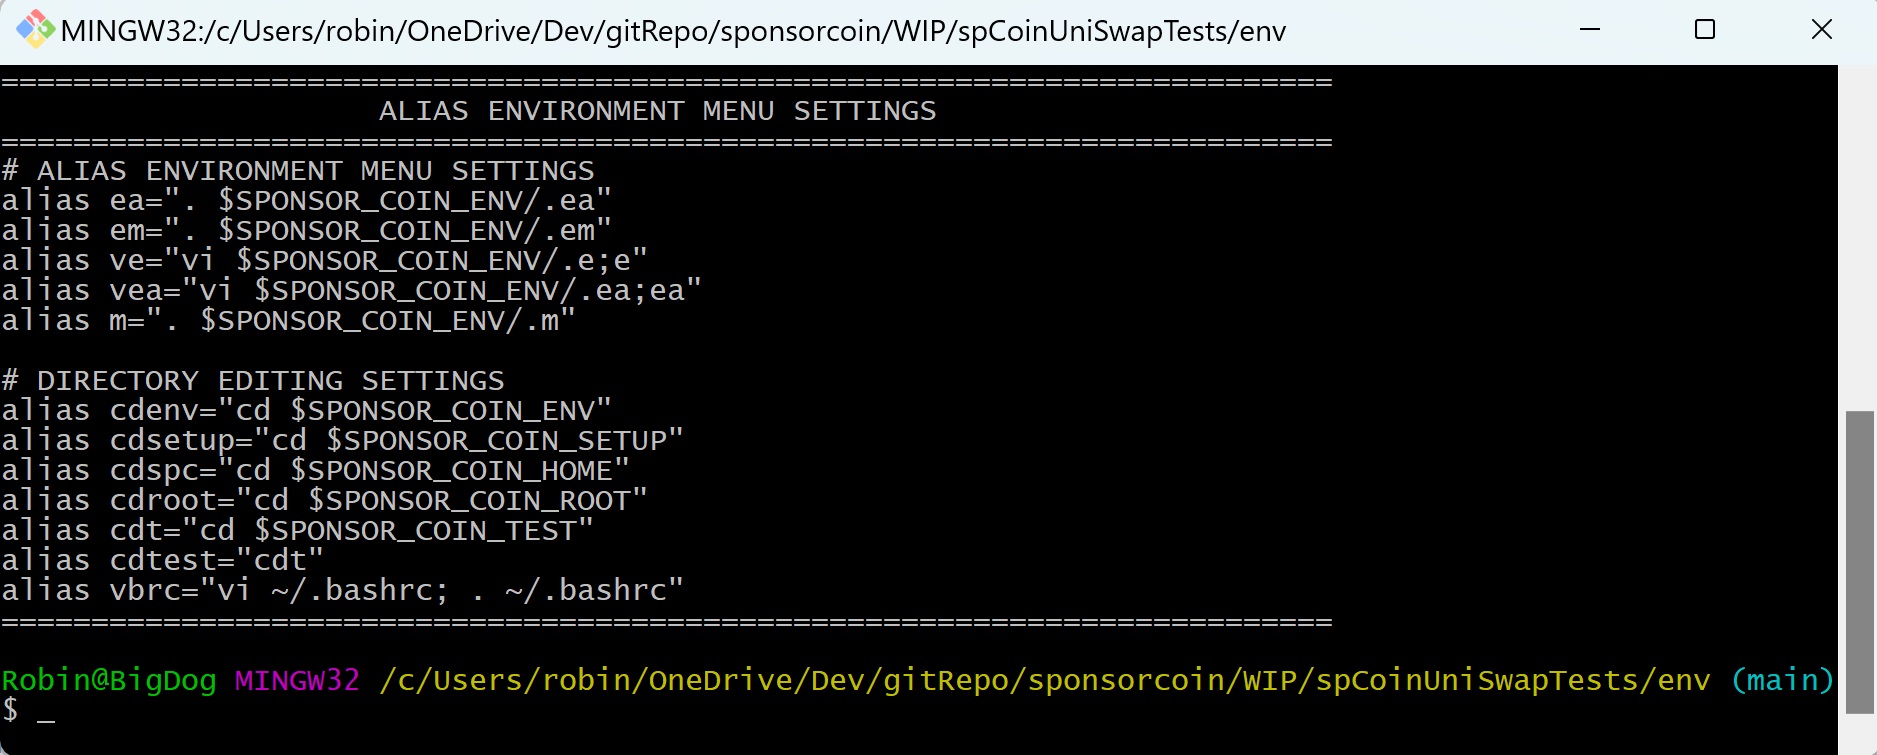 MINGW32:/c/Users/robin/OneDrive/Dev/gitRepo/sponsorcoin/WIP/spCoinUniSwapTests/env
==========================================================================
ALIAS ENVIRONMENT MENU SETTINGS
==========================================================================
# ALIAS ENVIRONMENT MENU SETTINGS
alias ea=". $SPONSOR_COIN_ENV/.ea"
alias em=". $SPONSOR_COIN_ENV/.em"
alias ve="vi $SPONSOR_COIN_ENV/.e;e"
alias vea="vi $SPONSOR_COIN_ENV/.ea;ea"
alias m=". $SPONSOR_COIN_ENV/.m"

# DIRECTORY EDITING SETTINGS
alias cdenv="cd $SPONSOR_COIN_ENV"
alias cdsetup="cd $SPONSOR_COIN_SETUP"
alias cdspc="cd $SPONSOR_COIN_HOME"
alias cdroot="cd $SPONSOR_COIN_ROOT"
alias cdt="cd $SPONSOR_COIN_TEST"
alias cdtest="cdt"
alias vbrc="vi ~/.bashrc; . ~/.bashrc"
==========================================================================

Robin@BigDog MINGW32 /c/Users/robin/OneDrive/Dev/gitRepo/sponsorcoin/WIP/spCoinUniSwapTests/env (main)
$ _